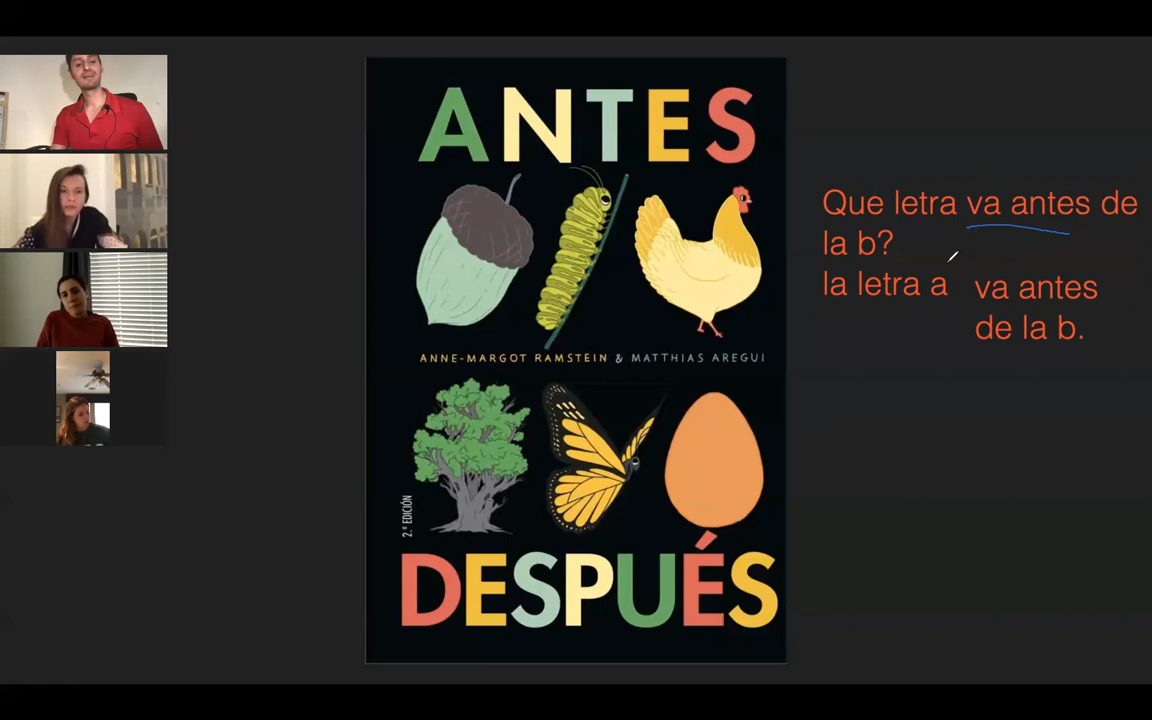 ANTES
ANNE-MARGOT RAMSTEIN & MATTHIAS AREGUI
2.ª EDICIÓN
DESPUÉS
Que letra va antes de
la b?
la letra a
va antes
de la b.